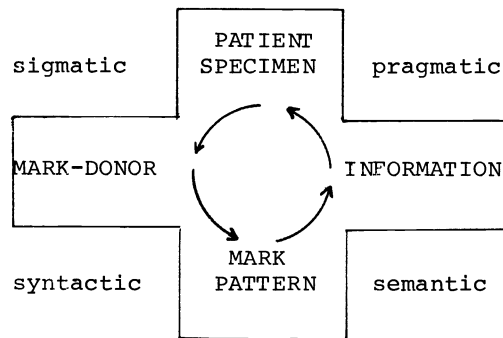 PATIENT
sigmatic SPECIMEN pragmatic
MARK-DONOR INFORMATION
MARK
syntactic PATTERN semantic